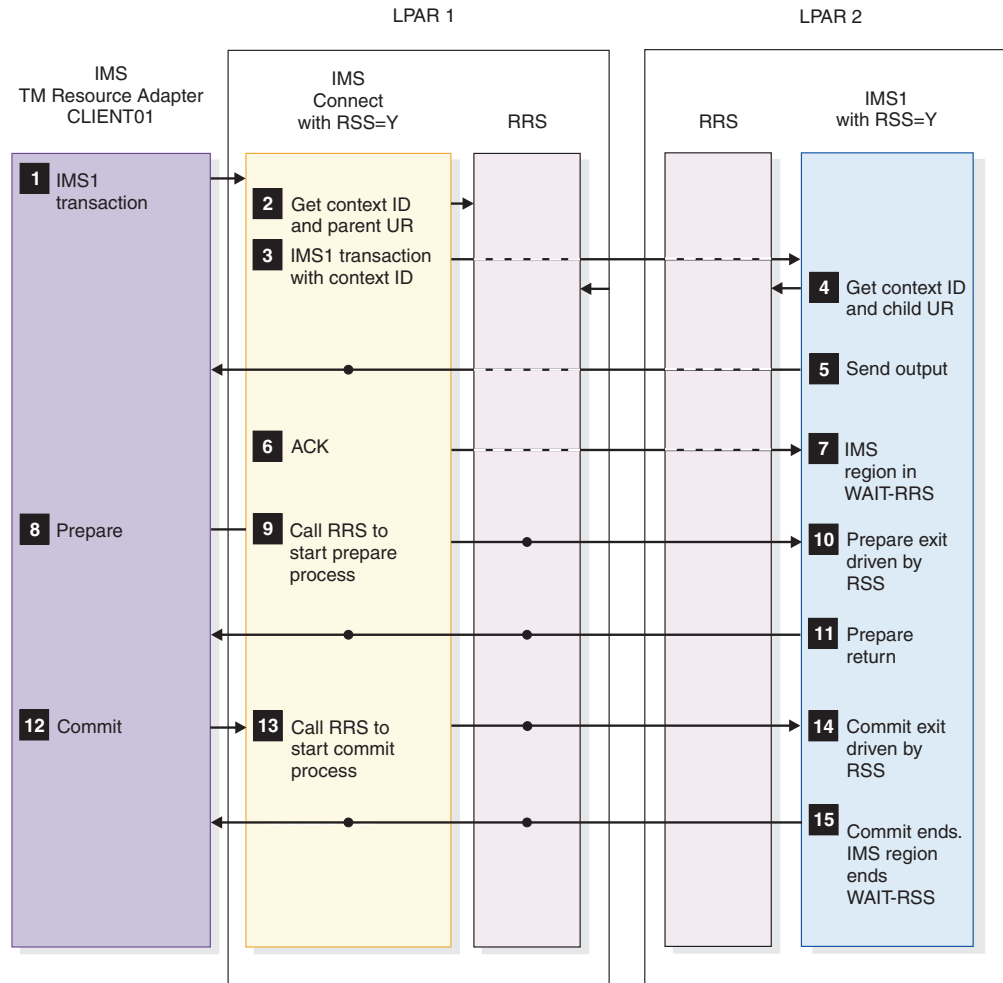 LPAR 1
LPAR 2
IMS
TM Resource Adapter
CLIENT01
IMS
Connect
with RSS=Y
RRS
RRS
IMS1
with RSS=Y
1 IMS1
transaction
2 Get context ID
and parent UR
3 IMS1 transaction
with context ID
4 Get context ID
and child UR
5 Send output
6 ACK
7 IMS
region in
WAIT-RRS
8 Prepare
9 Call RRS to
start prepare
process
10 Prepare exit
driven by
RSS
11 Prepare
return
12 Commit
13 Call RRS to
start commit
process
14 Commit exit
driven by
RSS
15
Commit ends.
IMS region
ends
WAIT-RSS